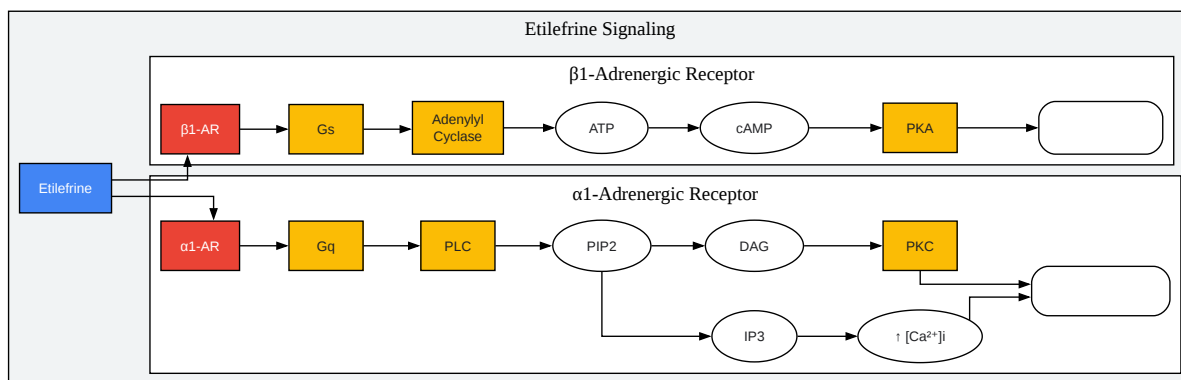 Etilefrine Signaling
β1-Adrenergic Receptor
β1-AR
Gs
Adenylyl
Cyclase
ATP
cAMP
PKA
Etilefrine
α1-Adrenergic Receptor
α1-AR
Gq
PLC
PIP2
DAG
PKC
IP3
↑ [Ca²⁺]i